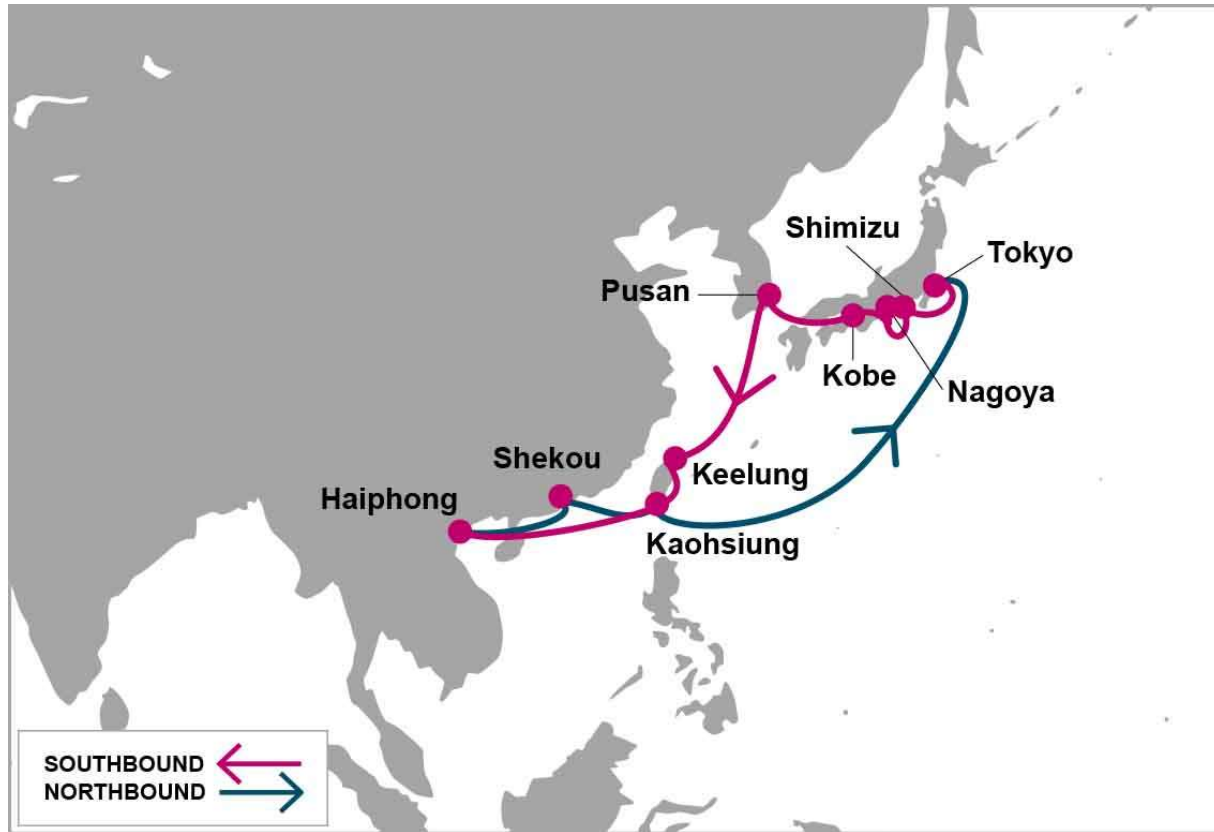 Shimizu
Tokyo
Pusan
Kobe
Nagoya
Shekou
Keelung
Haiphong
Kaohsiung
SOUTHBOUND
NORTHBOUND